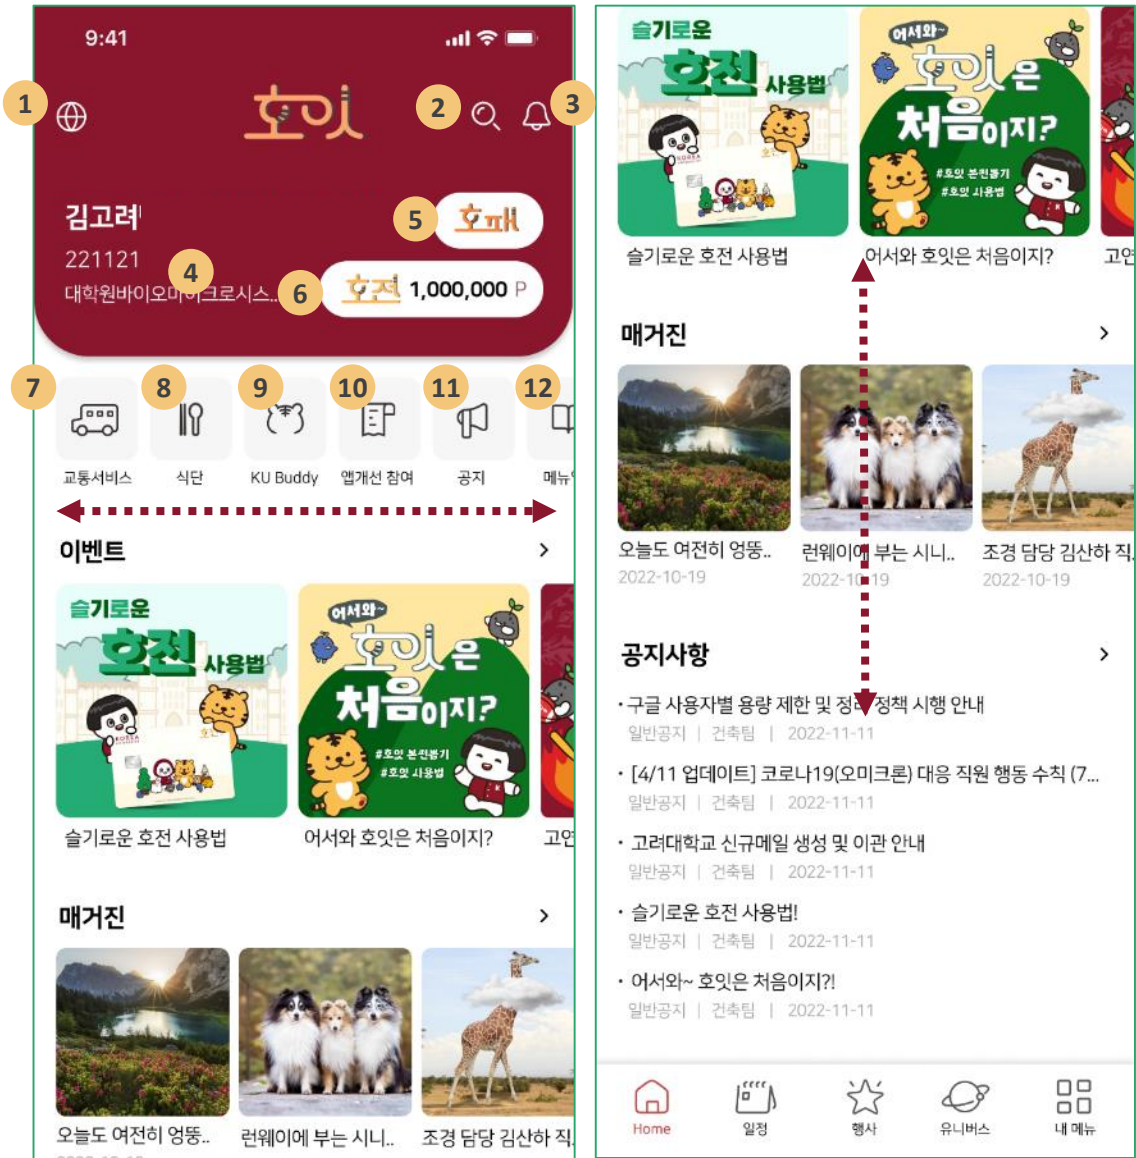 9:41
1
호잇
2
3
김고려
5
호패
221121
4
대학원바이오마이크로시스..
6
호전 1,000,000 P
7
8
9
10
11
12
교통서비스
식단
KU Buddy
앱개선 참여
공지
메뉴
이벤트
슬기로운
호전 사용법
KOREA
어서와~
호잇은
처음이지?
#호잇 본전뽑기
#호잇 사용법
슬기로운 호전 사용법
어서와 호잇은 처음이지?
고연
매거진
오늘도 여전히 엉뚱..
런웨이에 부는 시니..
조경 담당 김산하 직
슬기로운
호전 사용법
KOREA
어서와~
호잇은
처음이지?
#호잇 본전뽑기
#호잇 사용법
슬기로운 호전 사용법
어서와 호잇은 처음이지?
고연
매거진
오늘도 여전히 엉뚱..
2022-10-19
런웨이에 부는 시니..
2022-10-19
조경 담당 김산하 직
2022-10-19
공지사항
· 구글 사용자별 용량 제한 및 정리 정책 시행 안내
일반공지 | 건축팀 | 2022-11-11
· [4/11 업데이트] 코로나19(오미크론) 대응 직원 행동 수칙 (7...
일반공지 | 건축팀 | 2022-11-11
· 고려대학교 신규메일 생성 및 이관 안내
일반공지 | 건축팀 | 2022-11-11
· 슬기로운 호전 사용법!
일반공지 | 건축팀 | 2022-11-11
· 어서와~ 호잇은 처음이지?!
일반공지 | 건축팀 | 2022-11-11
Home
일정
행사
유니버스
내 메뉴